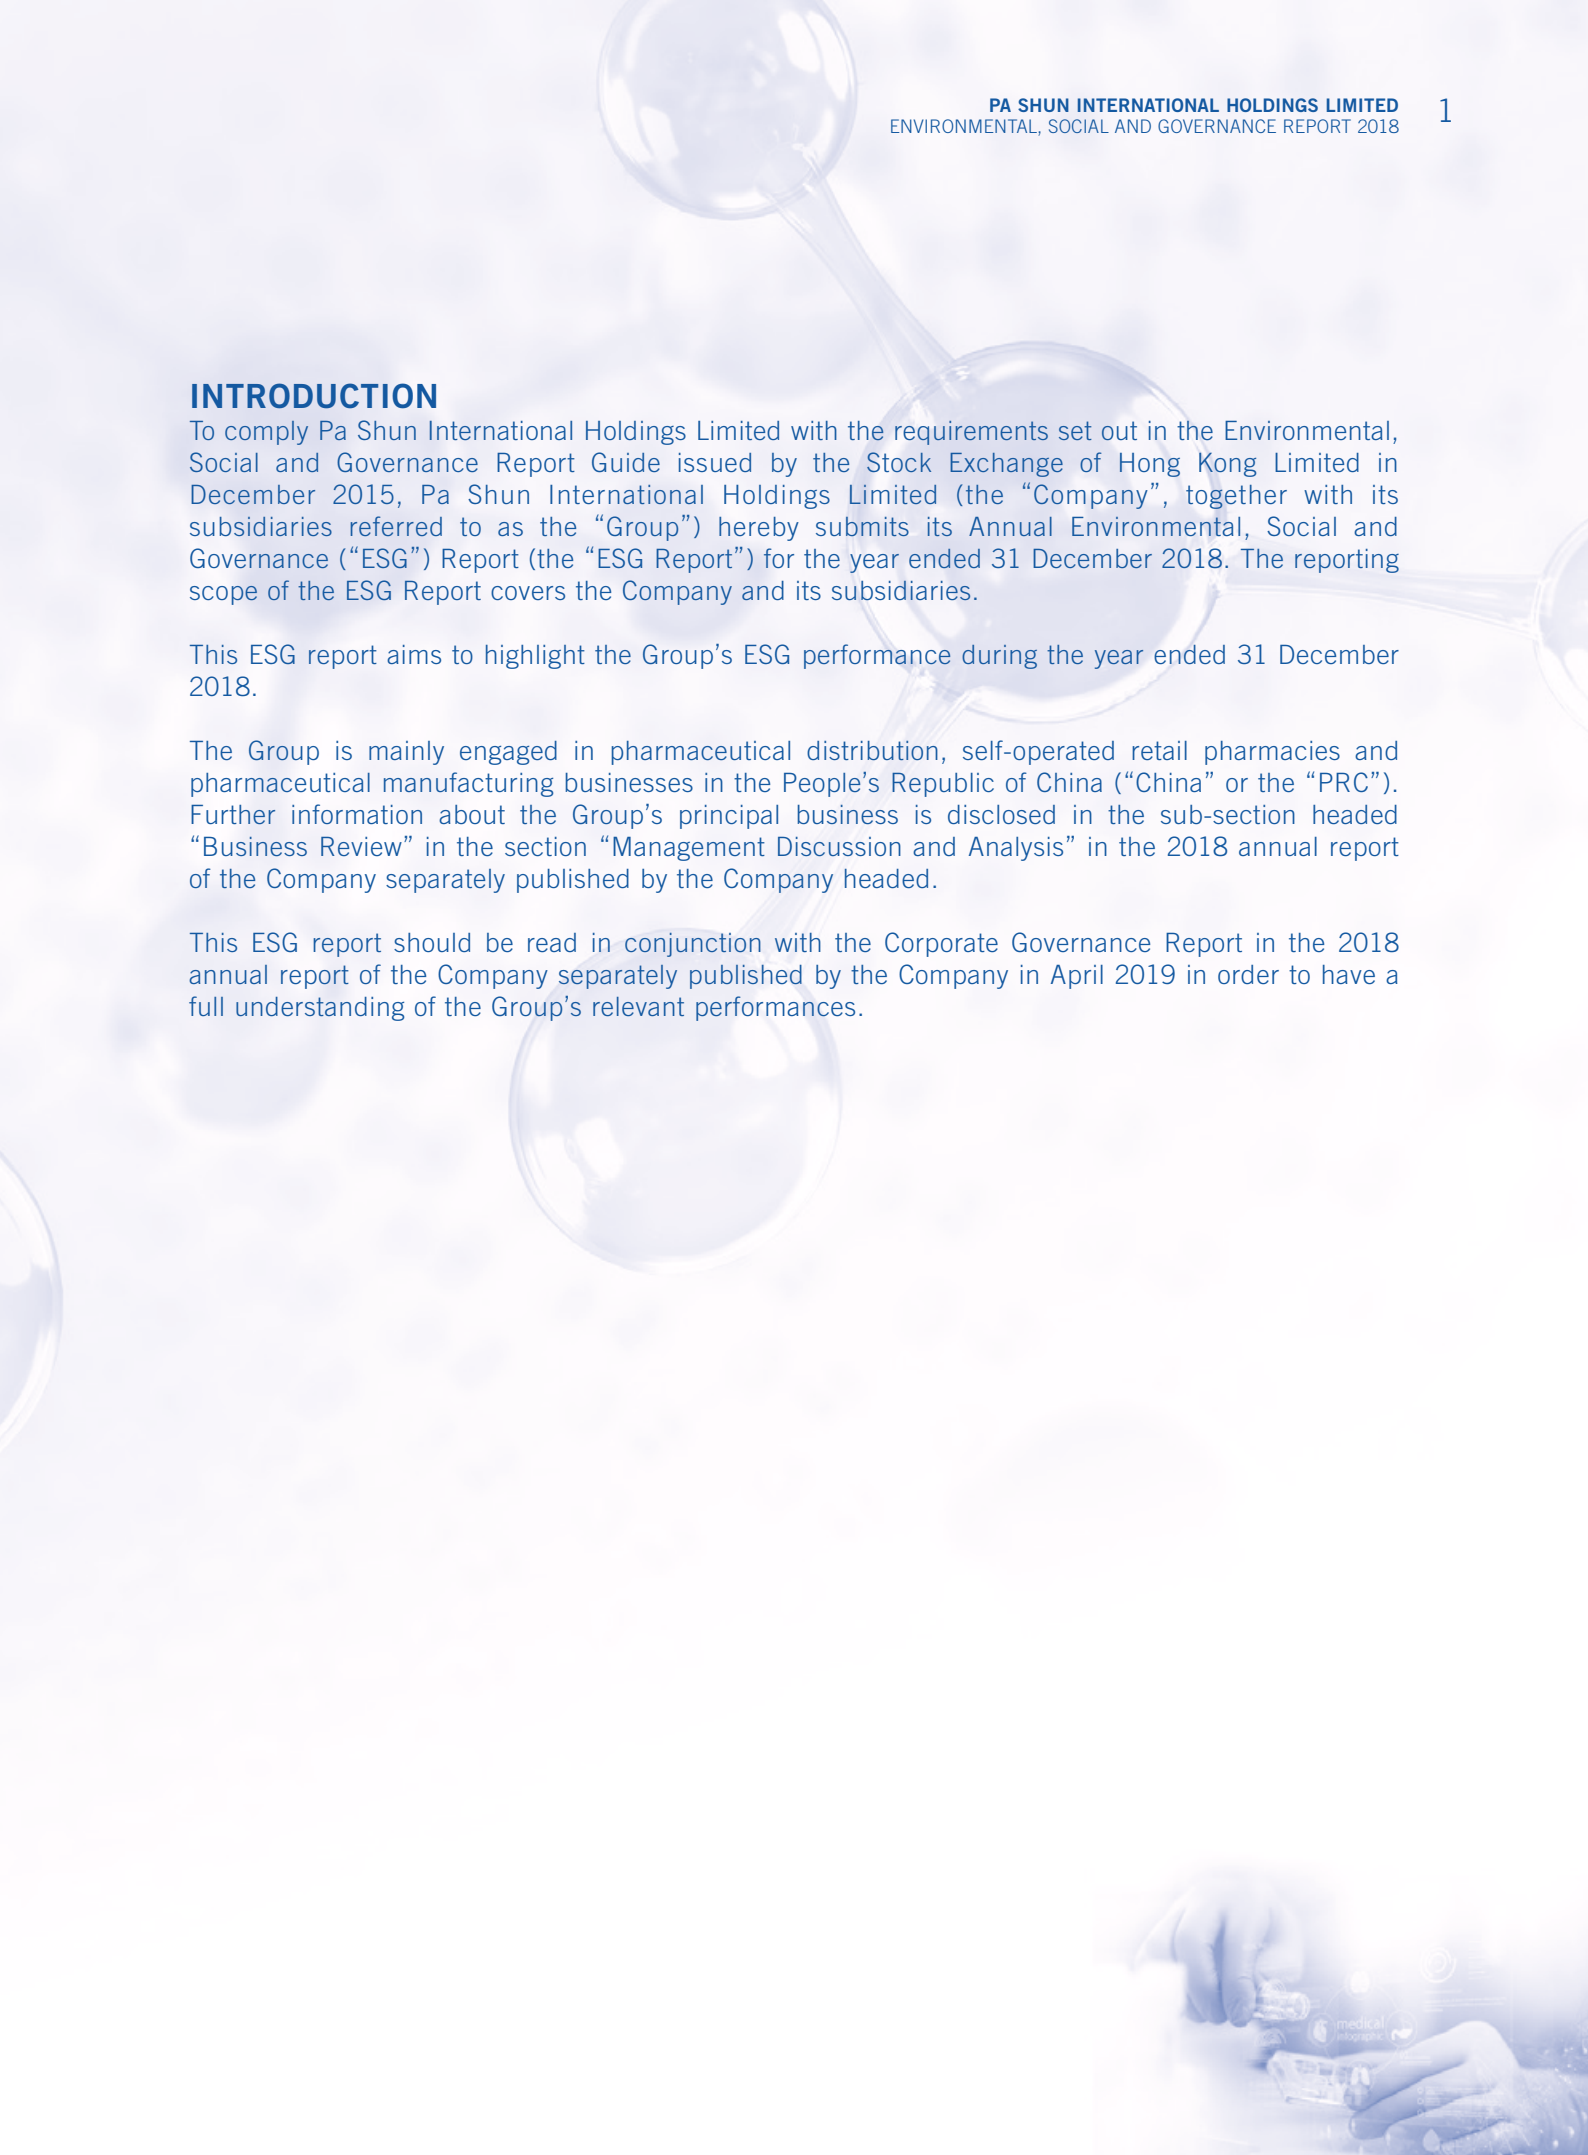 PA SHUN INTERNATIONAL HOLDINGS LIMITED
ENVIRONMENTAL, SOCIAL AND GOVERNANCE REPORT 2018
1
INTRODUCTION
To comply Pa Shun International Holdings Limited with the requirements set out in the Environmental,
Social and Governance Report Guide issued by the Stock Exchange of Hong Kong Limited in
December 2015, Pa Shun International Holdings Limited (the “Company”, together with its
subsidiaries referred to as the “Group”) hereby submits its Annual Environmental, Social and
Governance (“ESG”) Report (the “ESG Report”) for the year ended 31 December 2018. The reporting
scope of the ESG Report covers the Company and its subsidiaries.
This ESG report aims to highlight the Group’s ESG performance during the year ended 31 December
2018.
The Group is mainly engaged in pharmaceutical distribution, self-operated retail pharmacies and
pharmaceutical manufacturing businesses in the People’s Republic of China (“China” or the “PRC”).
Further information about the Group’s principal business is disclosed in the sub-section headed
“Business Review” in the section “Management Discussion and Analysis” in the 2018 annual report
of the Company separately published by the Company headed.
This ESG report should be read in conjunction with the Corporate Governance Report in the 2018
annual report of the Company separately published by the Company in April 2019 in order to have a
full understanding of the Group’s relevant performances.
medical
infographic